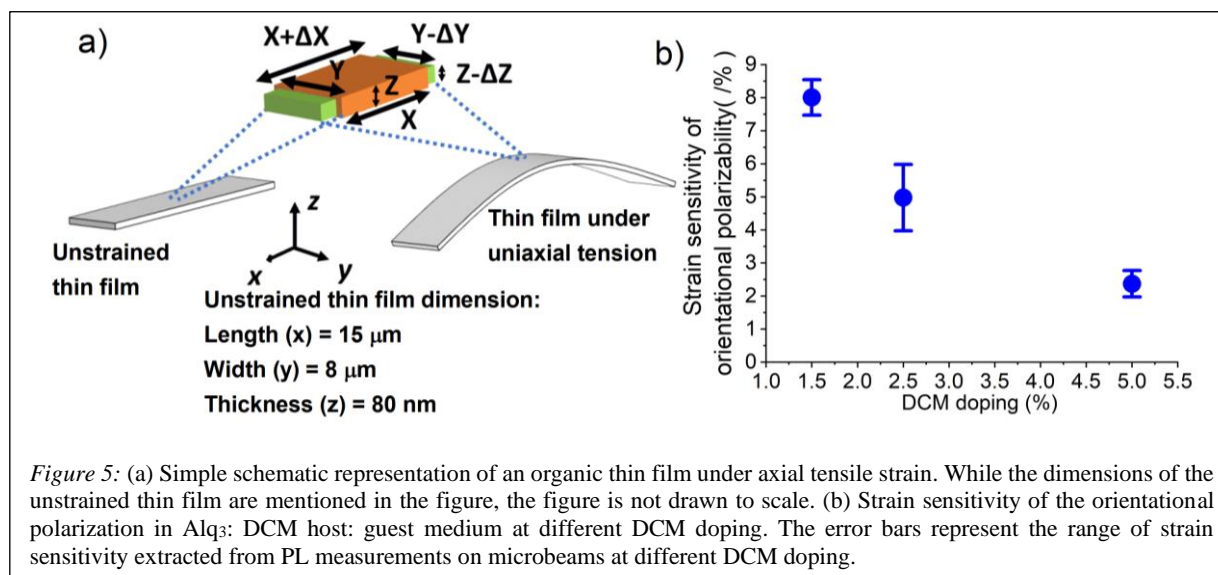 a)
X+ΔX
Y-ΔY
Y
Z
Z-ΔZ
X
Unstrained
thin film
z
x
y
Thin film under
uniaxial tension
Unstrained thin film dimension:
Length (x) = 15 μm
Width (y) = 8 μm
Thickness (z) = 80 nm
b)
Strain sensitivity of
orientational polarizability( /%)
9
8
7
6
5
4
3
2
1
0
1.0 1.5 2.0 2.5 3.0 3.5 4.0 4.5 5.0 5.5
DCM doping (%)
Figure 5: (a) Simple schematic representation of an organic thin film under axial tensile strain. While the dimensions of the
unstrained thin film are mentioned in the figure, the figure is not drawn to scale. (b) Strain sensitivity of the orientational
polarization in Alq₃: DCM host: guest medium at different DCM doping. The error bars represent the range of strain
sensitivity extracted from PL measurements on microbeams at different DCM doping.